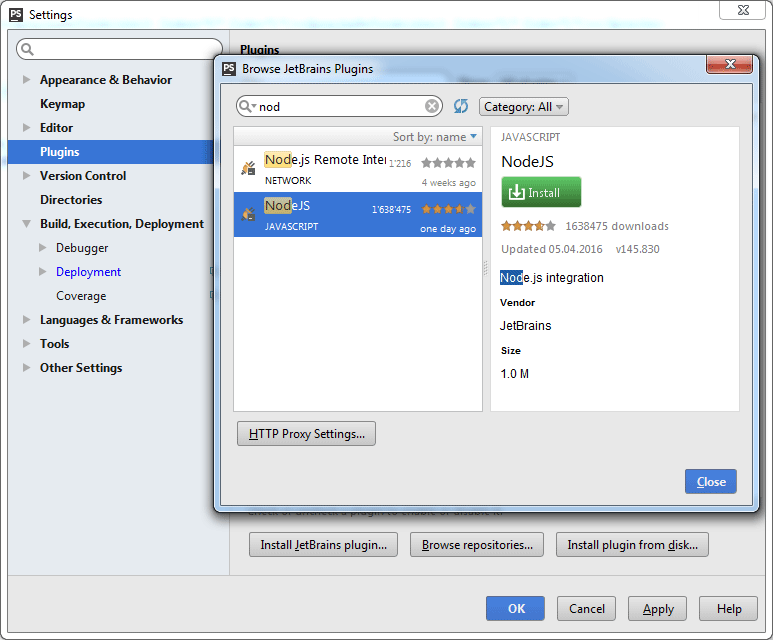 PS Settings
Appearance & Behavior
Keymap
Editor
Plugins
Version Control
Directories
Build, Execution, Deployment
Debugger
Deployment
Coverage
Languages & Frameworks
Tools
Other Settings
Plugins
PS Browse JetBrains Plugins
nod
Category: All
Sort by: name
Node.js Remote Inter 1'216
NETWORK 4 weeks ago
NodeJS 1'638'475
JAVASCRIPT one day ago
JAVASCRIPT
NodeJS
Install
1638475 downloads
Updated 05.04.2016 v145.830
Node.js integration
Vendor
JetBrains
Size
1.0 M
HTTP Proxy Settings...
Close
Check or uncheck a plugin to enable or disable it.
Install JetBrains plugin... Browse repositories... Install plugin from disk...
OK Cancel Apply Help